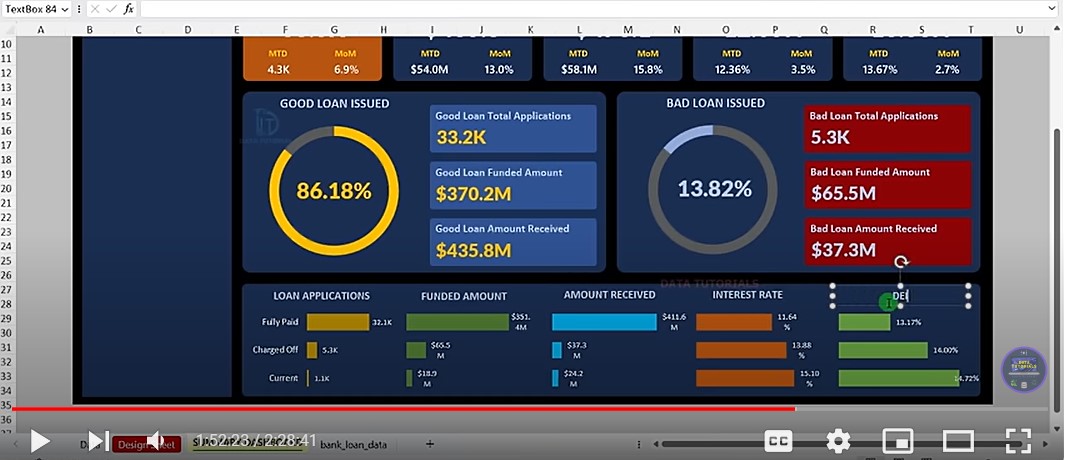 TextBox 84
fx
A B C D E F G H I J K L M N O P Q R S T U
10
11
12
13
14
15
16
17
18
19
20
21
22
23
24
25
26
27
28
29
30
31
32
33
34
35
36
37
MTD MoM MTD MoM MTD MoM MTD MoM MTD MoM
4.3K 6.9% $54.0M 13.0% $58.1M 15.8% 12.36% 3.5% 13.67% 2.7%
GOOD LOAN ISSUED
86.18%
Good Loan Total Applications
33.2K
Good Loan Funded Amount
$370.2M
Good Loan Amount Received
$435.8M
BAD LOAN ISSUED
13.82%
Bad Loan Total Applications
5.3K
Bad Loan Funded Amount
$65.5M
Bad Loan Amount Received
$37.3M
DATA TUTORIALS
LOAN APPLICATIONS FUNDED AMOUNT AMOUNT RECEIVED INTEREST RATE DEI
Fully Paid 32.1K $351.4M $411.6M 11.64% 13.17%
Charged Off 5.3K $65.5M $37.3M 13.88% 14.00%
Current 1.1K $18.9M $24.2M 15.10% 14.72%
1:52:23 / 2:28:41
Design Sheet bank_loan_data
CC